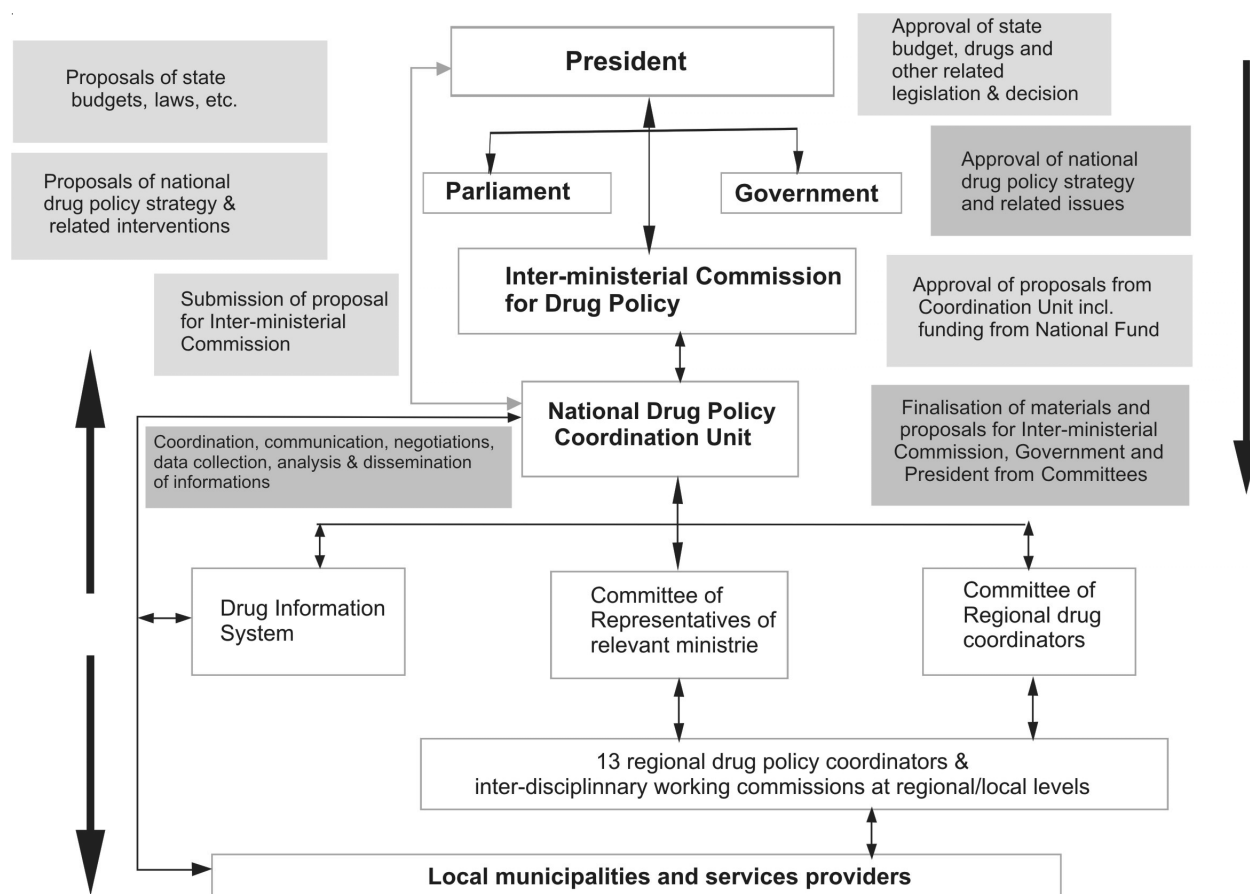 President
Approval of state
budget, drugs and
other related
legislation & decision
Proposals of state
budgets, laws, etc.
Approval of national
drug policy strategy
and related issues
Proposals of national
drug policy strategy &
related interventions
Parliament
Government
Inter-ministerial Commission
for Drug Policy
Submission of proposal
for Inter-ministerial
Commission
Approval of proposals from
Coordination Unit incl.
funding from National Fund
National Drug Policy
Coordination Unit
Finalisation of materials and
proposals for Inter-ministerial
Commission, Government and
President from Committees
Coordination, communication, negotiations,
data collection, analysis & dissemination
of informations
Drug Information
System
Committee of
Representatives of
relevant ministrie
Committee of
Regional drug
coordinators
13 regional drug policy coordinators &
inter-disciplinnary working commissions at regional/local levels
Local municipalities and services providers